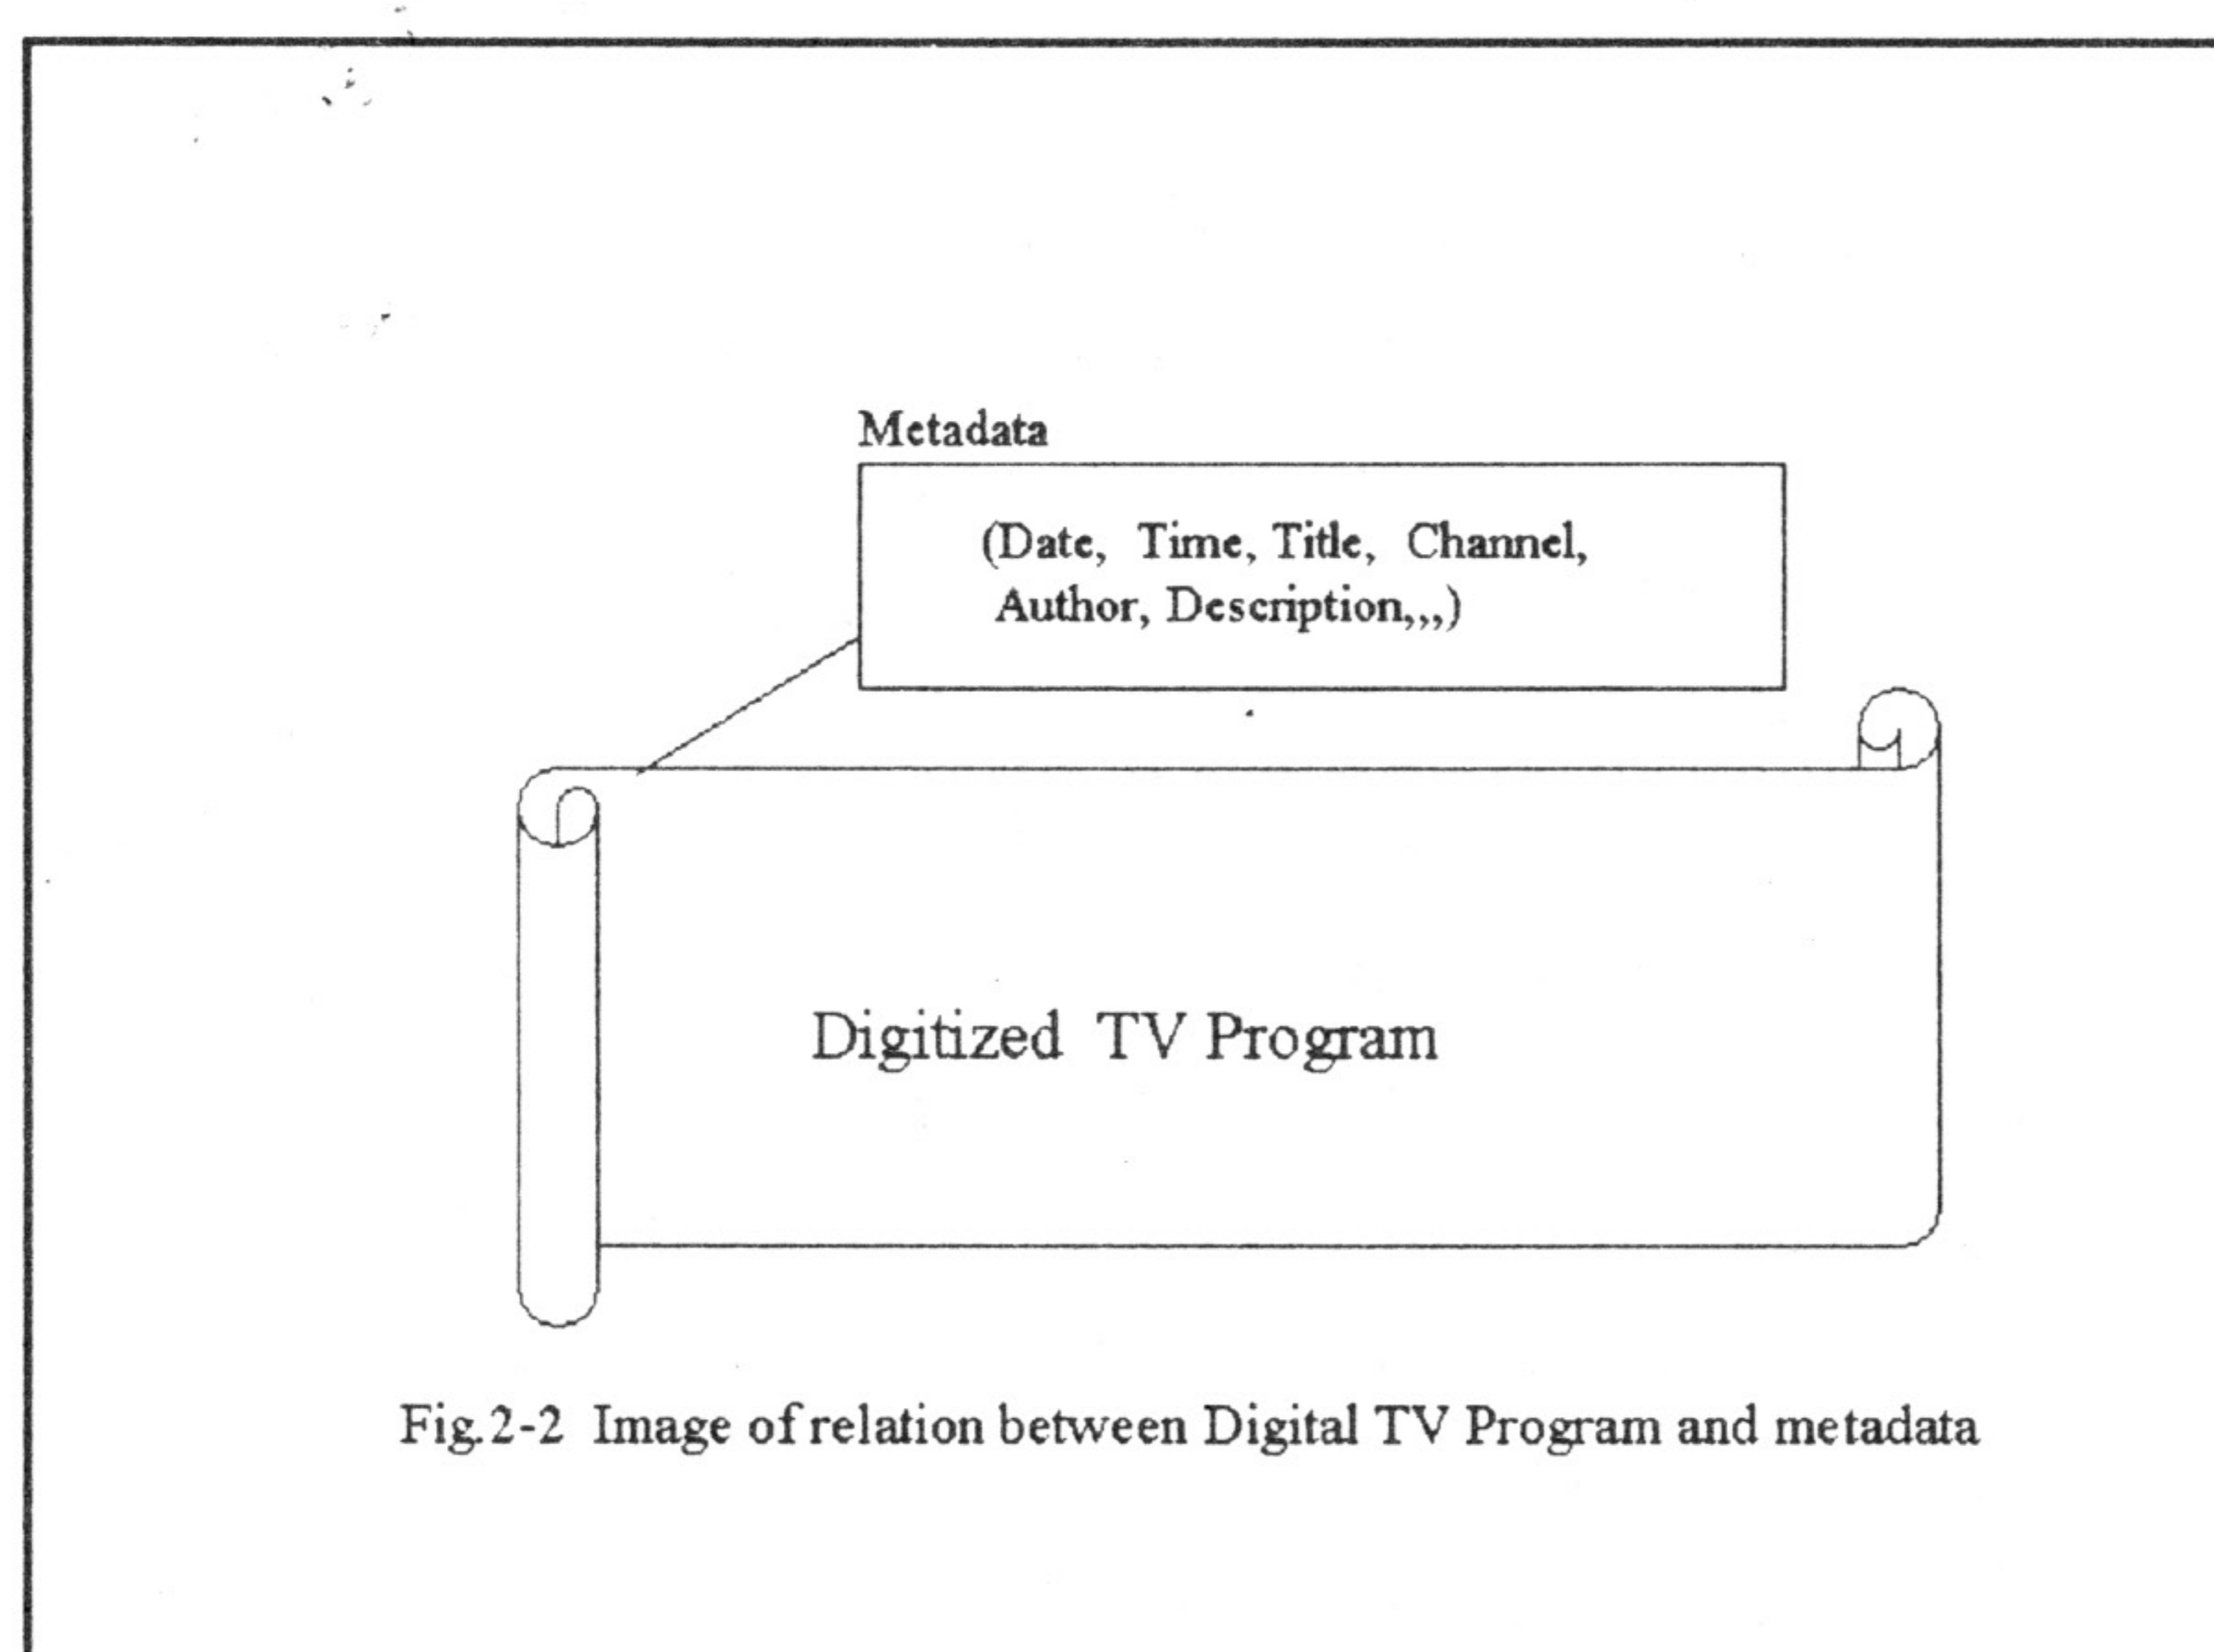 Metadata
(Date, Time, Title, Channel,
Author, Description,,,)
Digitized TV Program
Fig.2-2 Image of relation between Digital TV Program and metadata